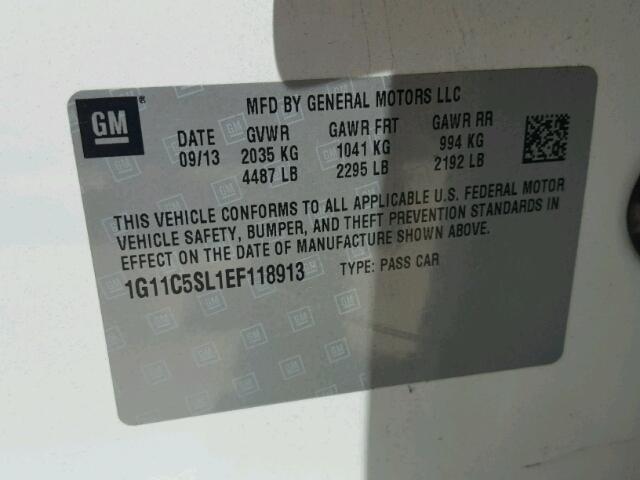 GM
MFD BY GENERAL MOTORS LLC
DATE GVWR GAWR FRT GAWR RR
09/13 2035 KG 1041 KG 994 KG
4487 LB 2295 LB 2192 LB
THIS VEHICLE CONFORMS TO ALL APPLICABLE U.S. FEDERAL MOTOR
VEHICLE SAFETY, BUMPER, AND THEFT PREVENTION STANDARDS IN
EFFECT ON THE DATE OF MANUFACTURE SHOWN ABOVE.
1G11C5SL1EF118913 TYPE: PASS CAR